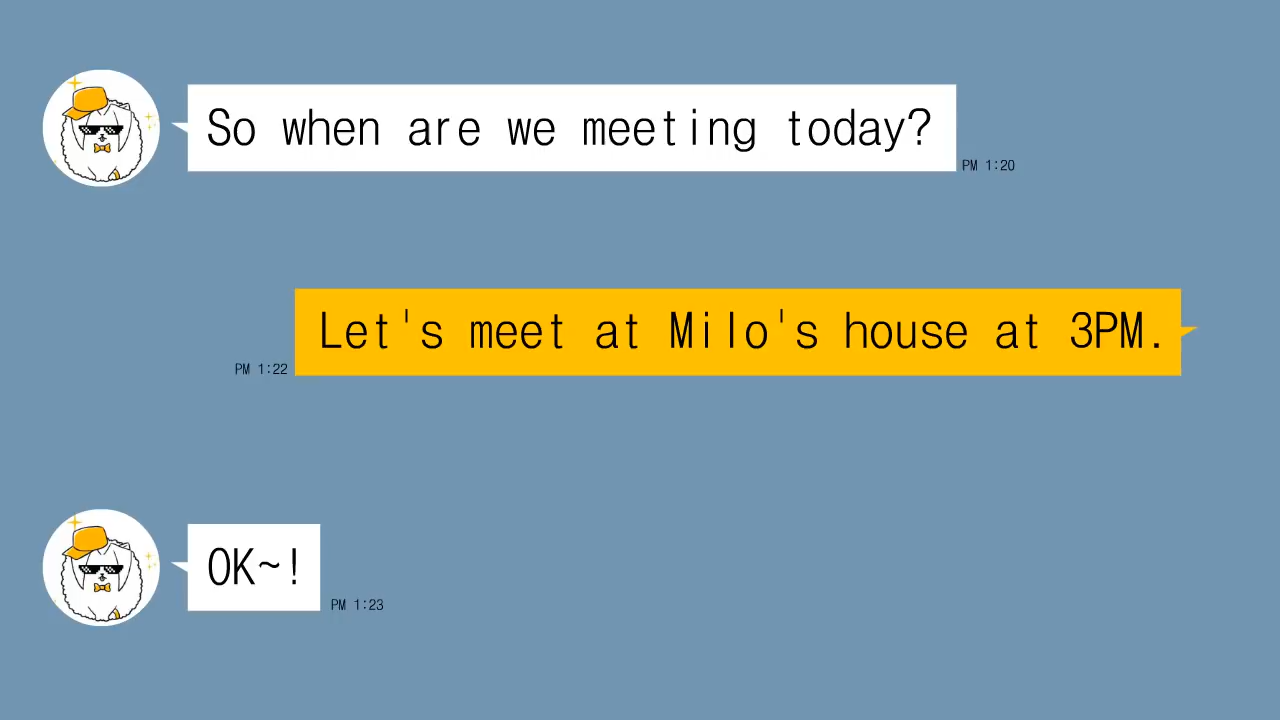 So when are we meeting today?
PM 1:20
Let's meet at Milo's house at 3PM.
PM 1:22
OK~!
PM 1:23